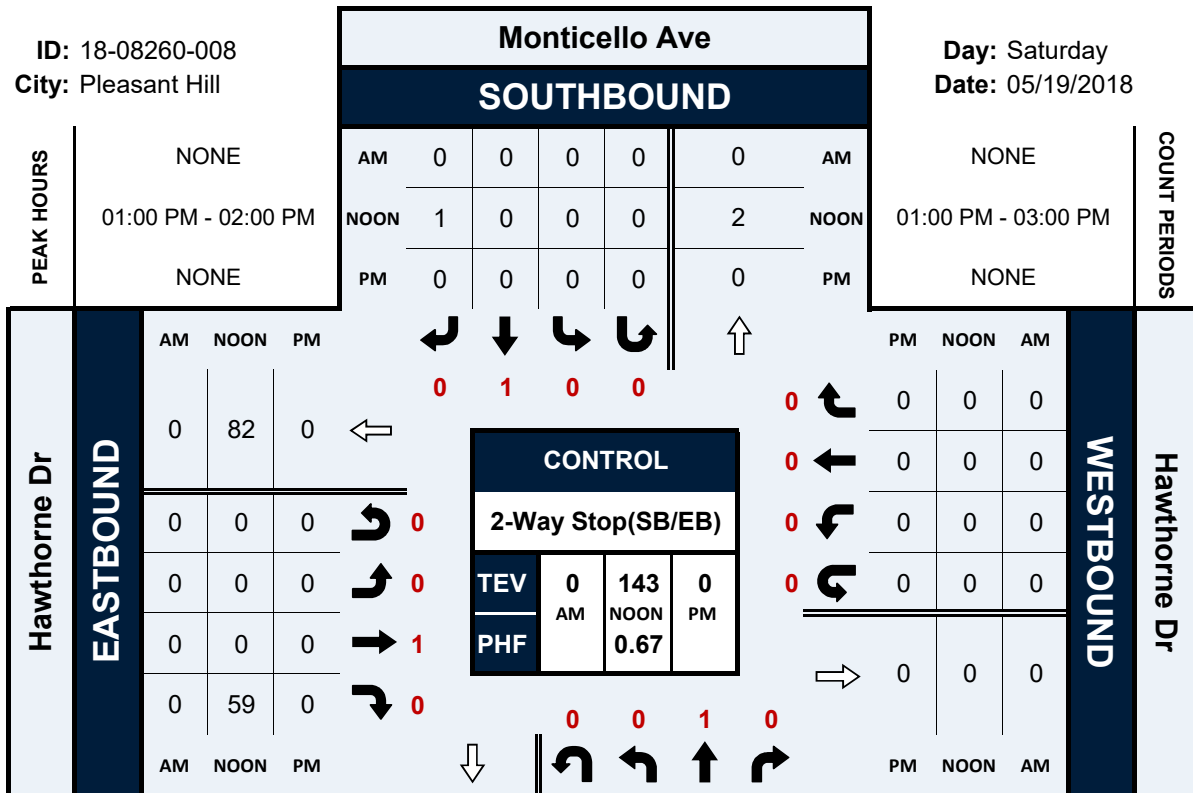 Monticello Ave
SOUTHBOUND
ID: 18-08260-008
City: Pleasant Hill
Day: Saturday
Date: 05/19/2018
PEAK HOURS
NONE
01:00 PM - 02:00 PM
NONE
AM 0 0 0 0 0 AM
NOON 1 0 0 0 2 NOON
PM 0 0 0 0 0 PM
NONE
01:00 PM - 03:00 PM
NONE
COUNT PERIODS
0 1 0 0
Hawthorne Dr
EASTBOUND
AM NOON PM
0 82 0
0 0 0 0
0 0 0 0
0 0 0 1
0 59 0 0
AM NOON PM
CONTROL
2-Way Stop(SB/EB)
TEV 0 143 0
AM NOON PM
PHF 0.67
PM NOON AM
0 0 0 0
0 0 0 0
0 0 0 0
0 0 0 0
0 0 0
PM NOON AM
WESTBOUND
Hawthorne Dr
0 0 1 0